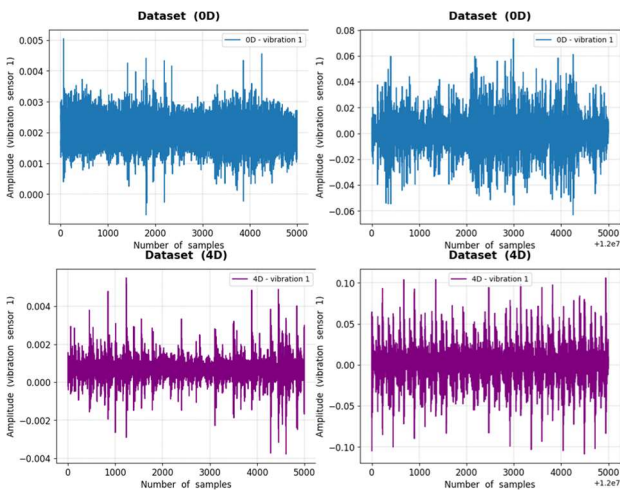 Dataset (0D)
0D - vibration 1
Amplitude (vibration sensor 1)
0.005
0.004
0.003
0.002
0.001
0.000
0 1000 2000 3000 4000 5000
Number of samples
Dataset (0D)
0D - vibration 1
Amplitude (vibration sensor 1)
0.08
0.06
0.04
0.02
0.00
−0.02
−0.04
−0.06
0 1000 2000 3000 4000 5000
+1.2e7
Number of samples
Dataset (4D)
4D - vibration 1
Amplitude (vibration sensor 1)
0.004
0.002
0.000
−0.002
−0.004
0 1000 2000 3000 4000 5000
Number of samples
Dataset (4D)
4D - vibration 1
Amplitude (vibration sensor 1)
0.10
0.05
0.00
−0.05
−0.10
0 1000 2000 3000 4000 5000
+1.2e7
Number of samples